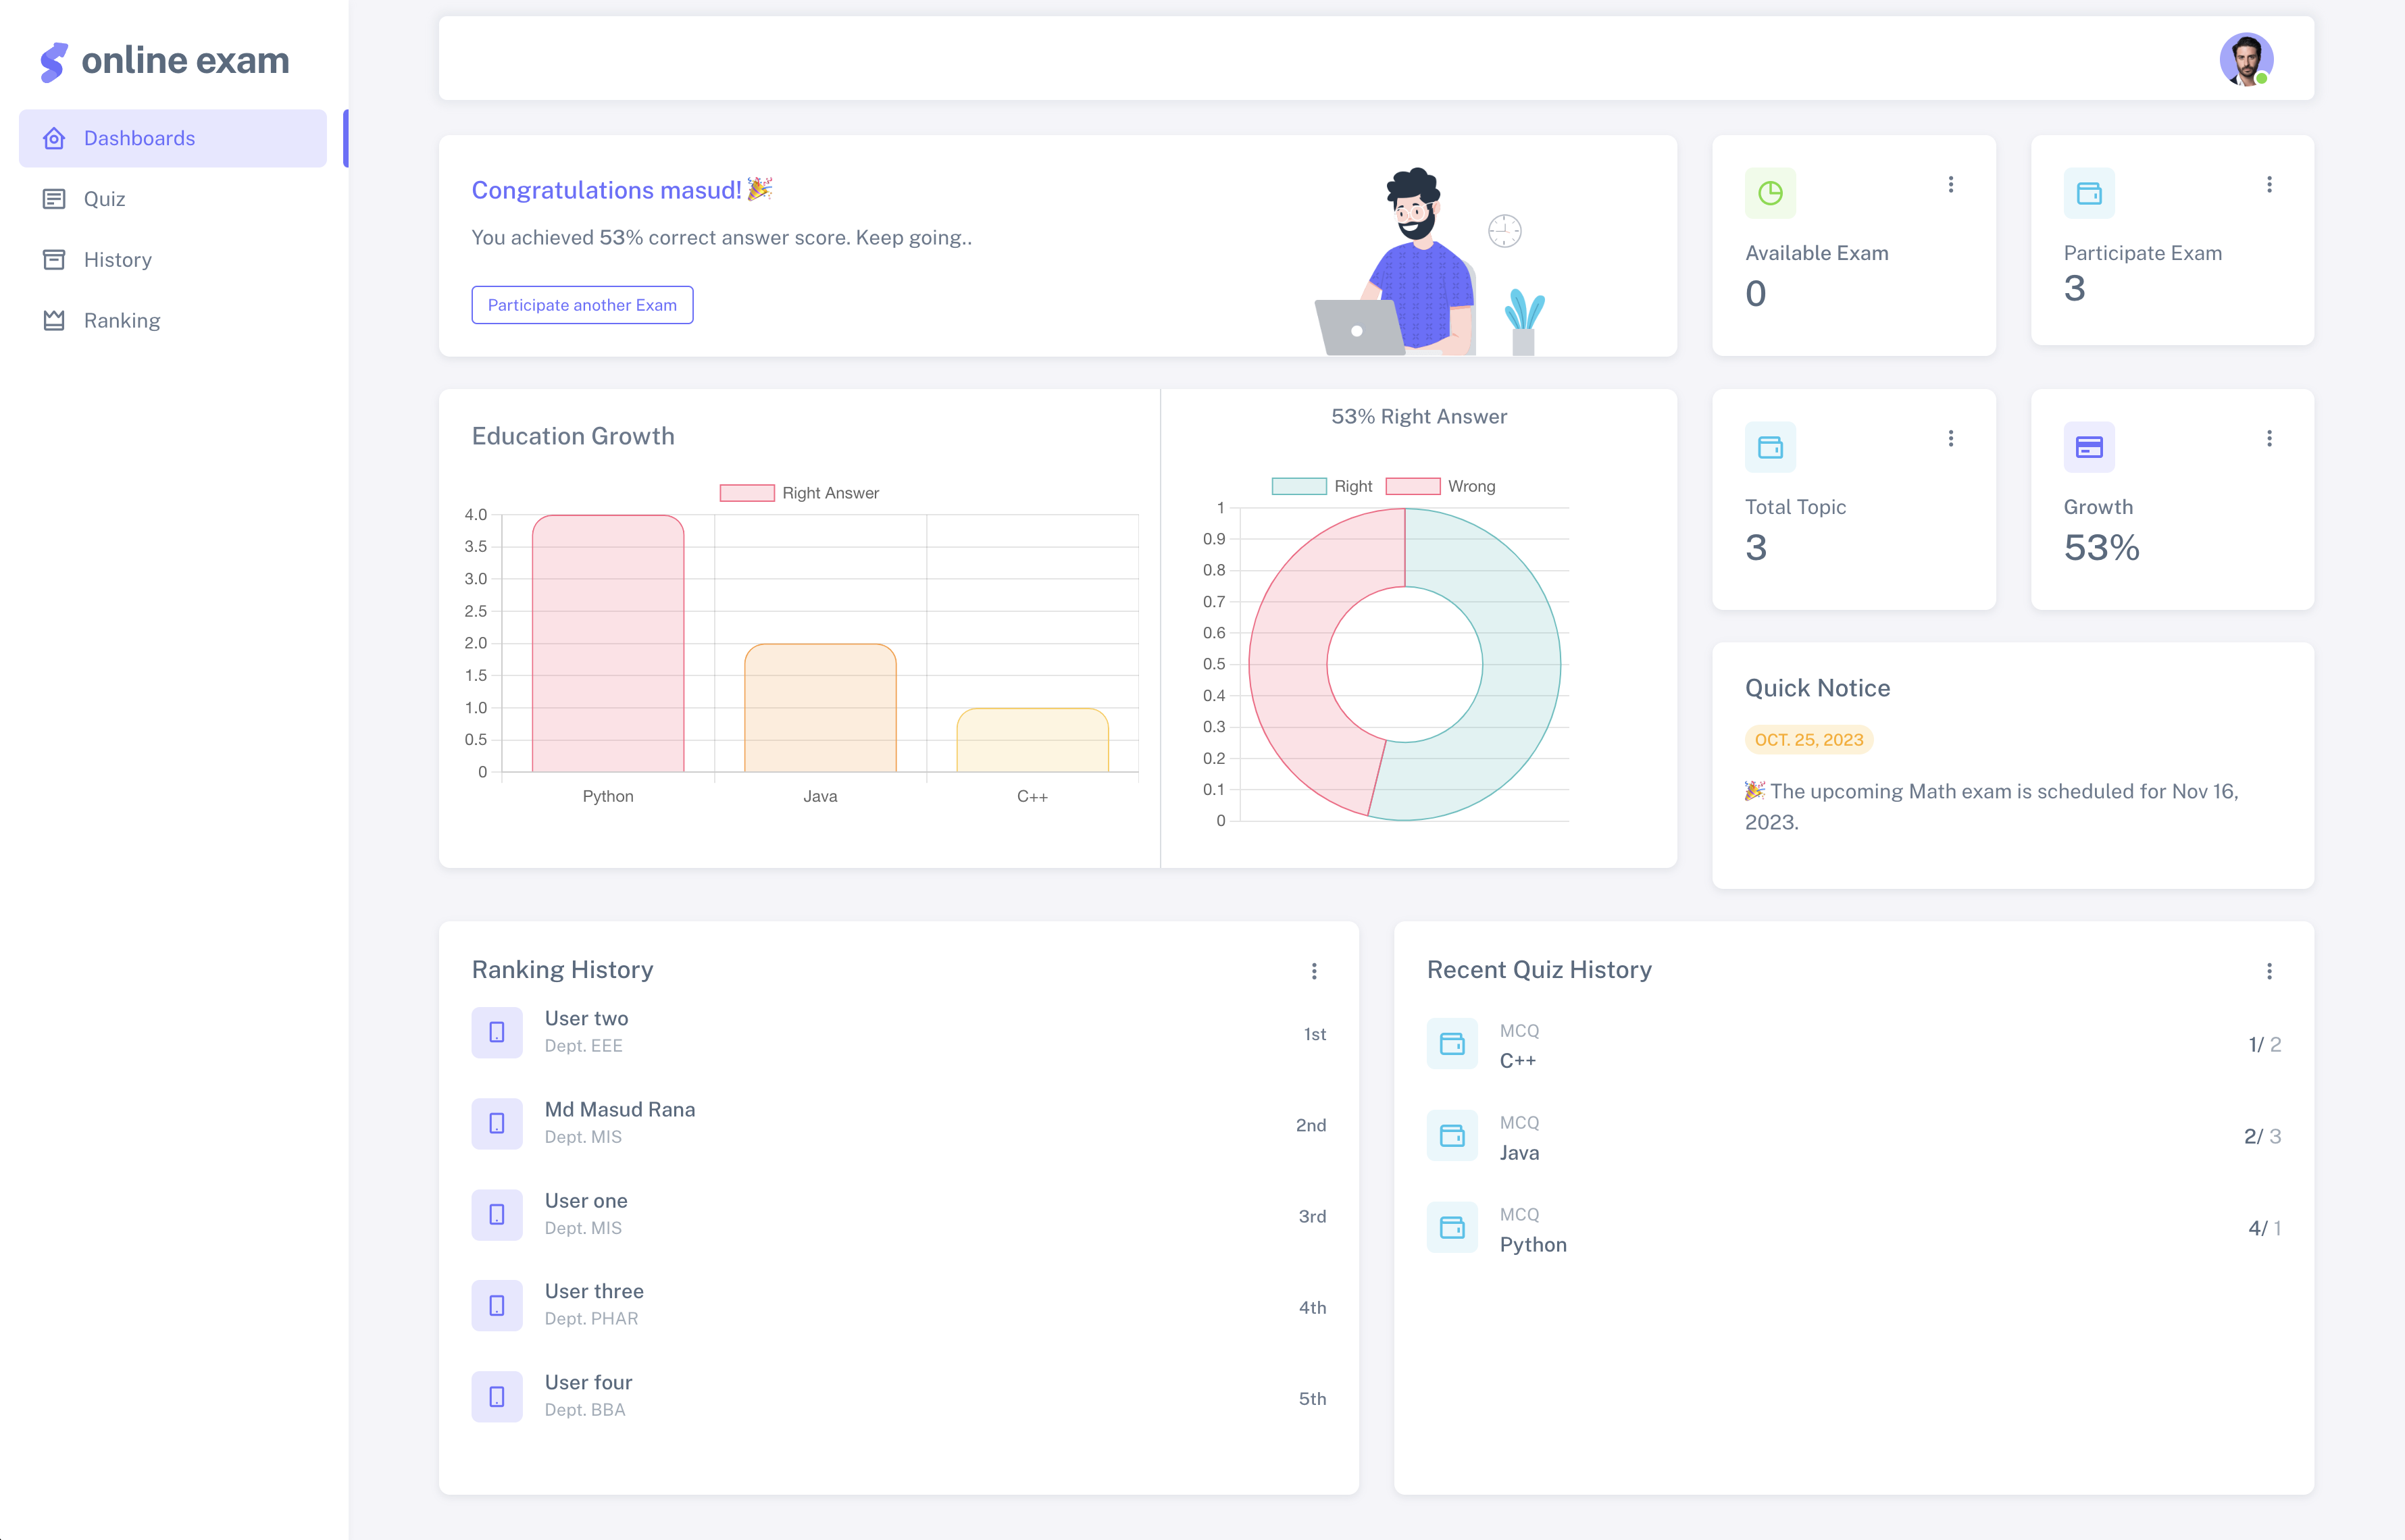 online exam
Dashboards
Quiz
History
Ranking
Congratulations masud! 🎉
You achieved 53% correct answer score. Keep going..
Participate another Exam
Available Exam
0
Participate Exam
3
Education Growth
Right Answer
4.0
3.5
3.0
2.5
2.0
1.5
1.0
0.5
0
Python Java C++
53% Right Answer
Right Wrong
1
0.9
0.8
0.7
0.6
0.5
0.4
0.3
0.2
0.1
0
Total Topic
3
Growth
53%
Quick Notice
OCT. 25, 2023
🎉 The upcoming Math exam is scheduled for Nov 16,
2023.
Ranking History
User two
Dept. EEE
1st
Md Masud Rana
Dept. MIS
2nd
User one
Dept. MIS
3rd
User three
Dept. PHAR
4th
User four
Dept. BBA
5th
Recent Quiz History
MCQ
C++
1/ 2
MCQ
Java
2/ 3
MCQ
Python
4/ 1